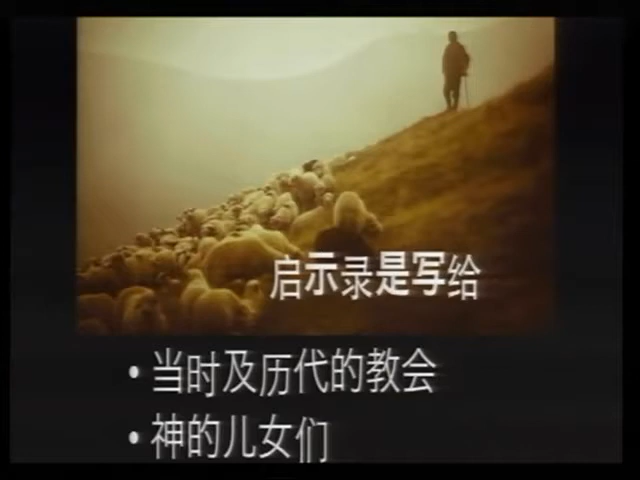 启示录是写给
• 当时及历代的教会
• 神的儿女们